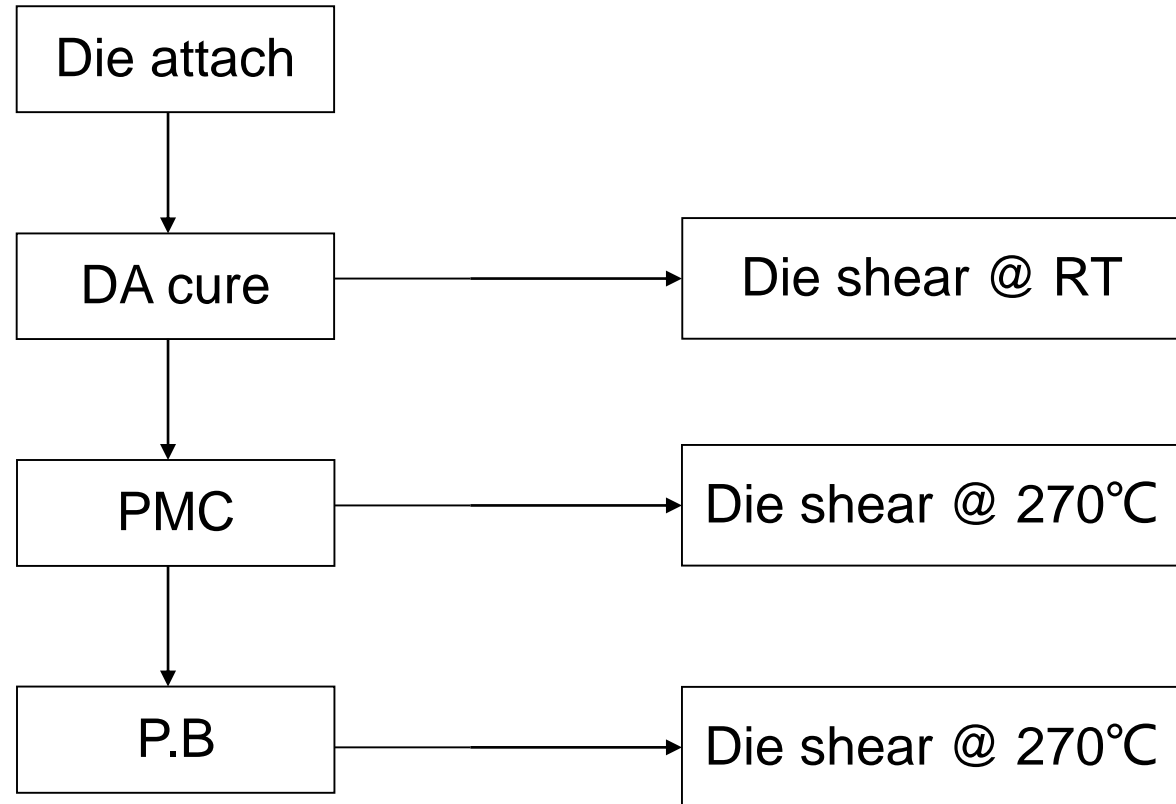 Die attach
DA cure
Die shear @ RT
PMC
Die shear @ 270℃
P.B
Die shear @ 270℃